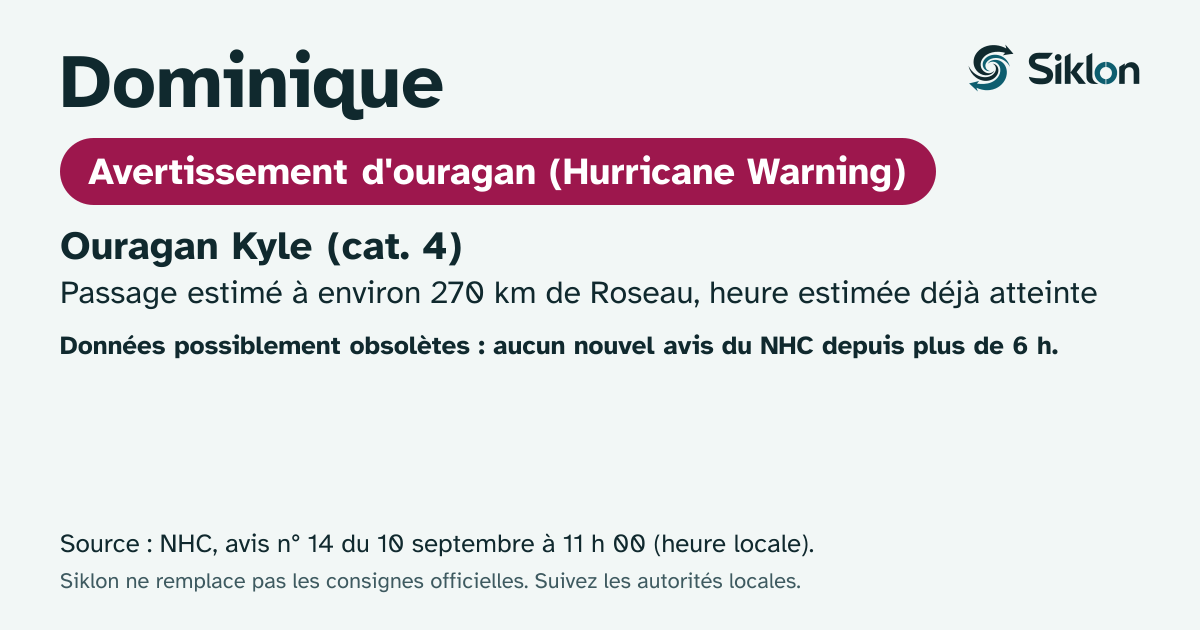 Dominique
Siklon
Avertissement d'ouragan (Hurricane Warning)
Ouragan Kyle (cat. 4)
Passage estimé à environ 270 km de Roseau, heure estimée déjà atteinte
Données possiblement obsolètes : aucun nouvel avis du NHC depuis plus de 6 h.
Source : NHC, avis n° 14 du 10 septembre à 11 h 00 (heure locale).
Siklon ne remplace pas les consignes officielles. Suivez les autorités locales.